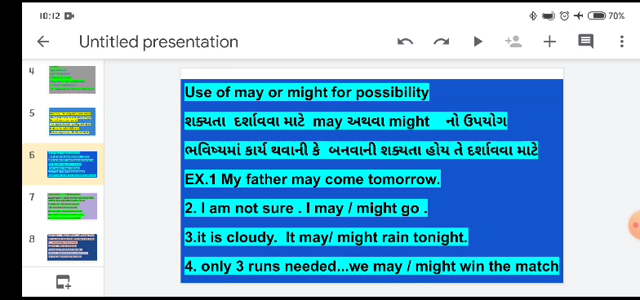 10:12
70%
Untitled presentation
4
5
6
7
8
Use of may or might for possibility
શક્યતા દર્શાવવા માટે may અથવા might નો ઉપયોગ
ભવિષ્યમાં કાર્ય થવાની કે બનવાની શક્યતા હોય તે દર્શાવવા માટે
EX.1 My father may come tomorrow.
2. I am not sure . I may / might go .
3.it is cloudy. It may/ might rain tonight.
4. only 3 runs needed...we may / might win the match